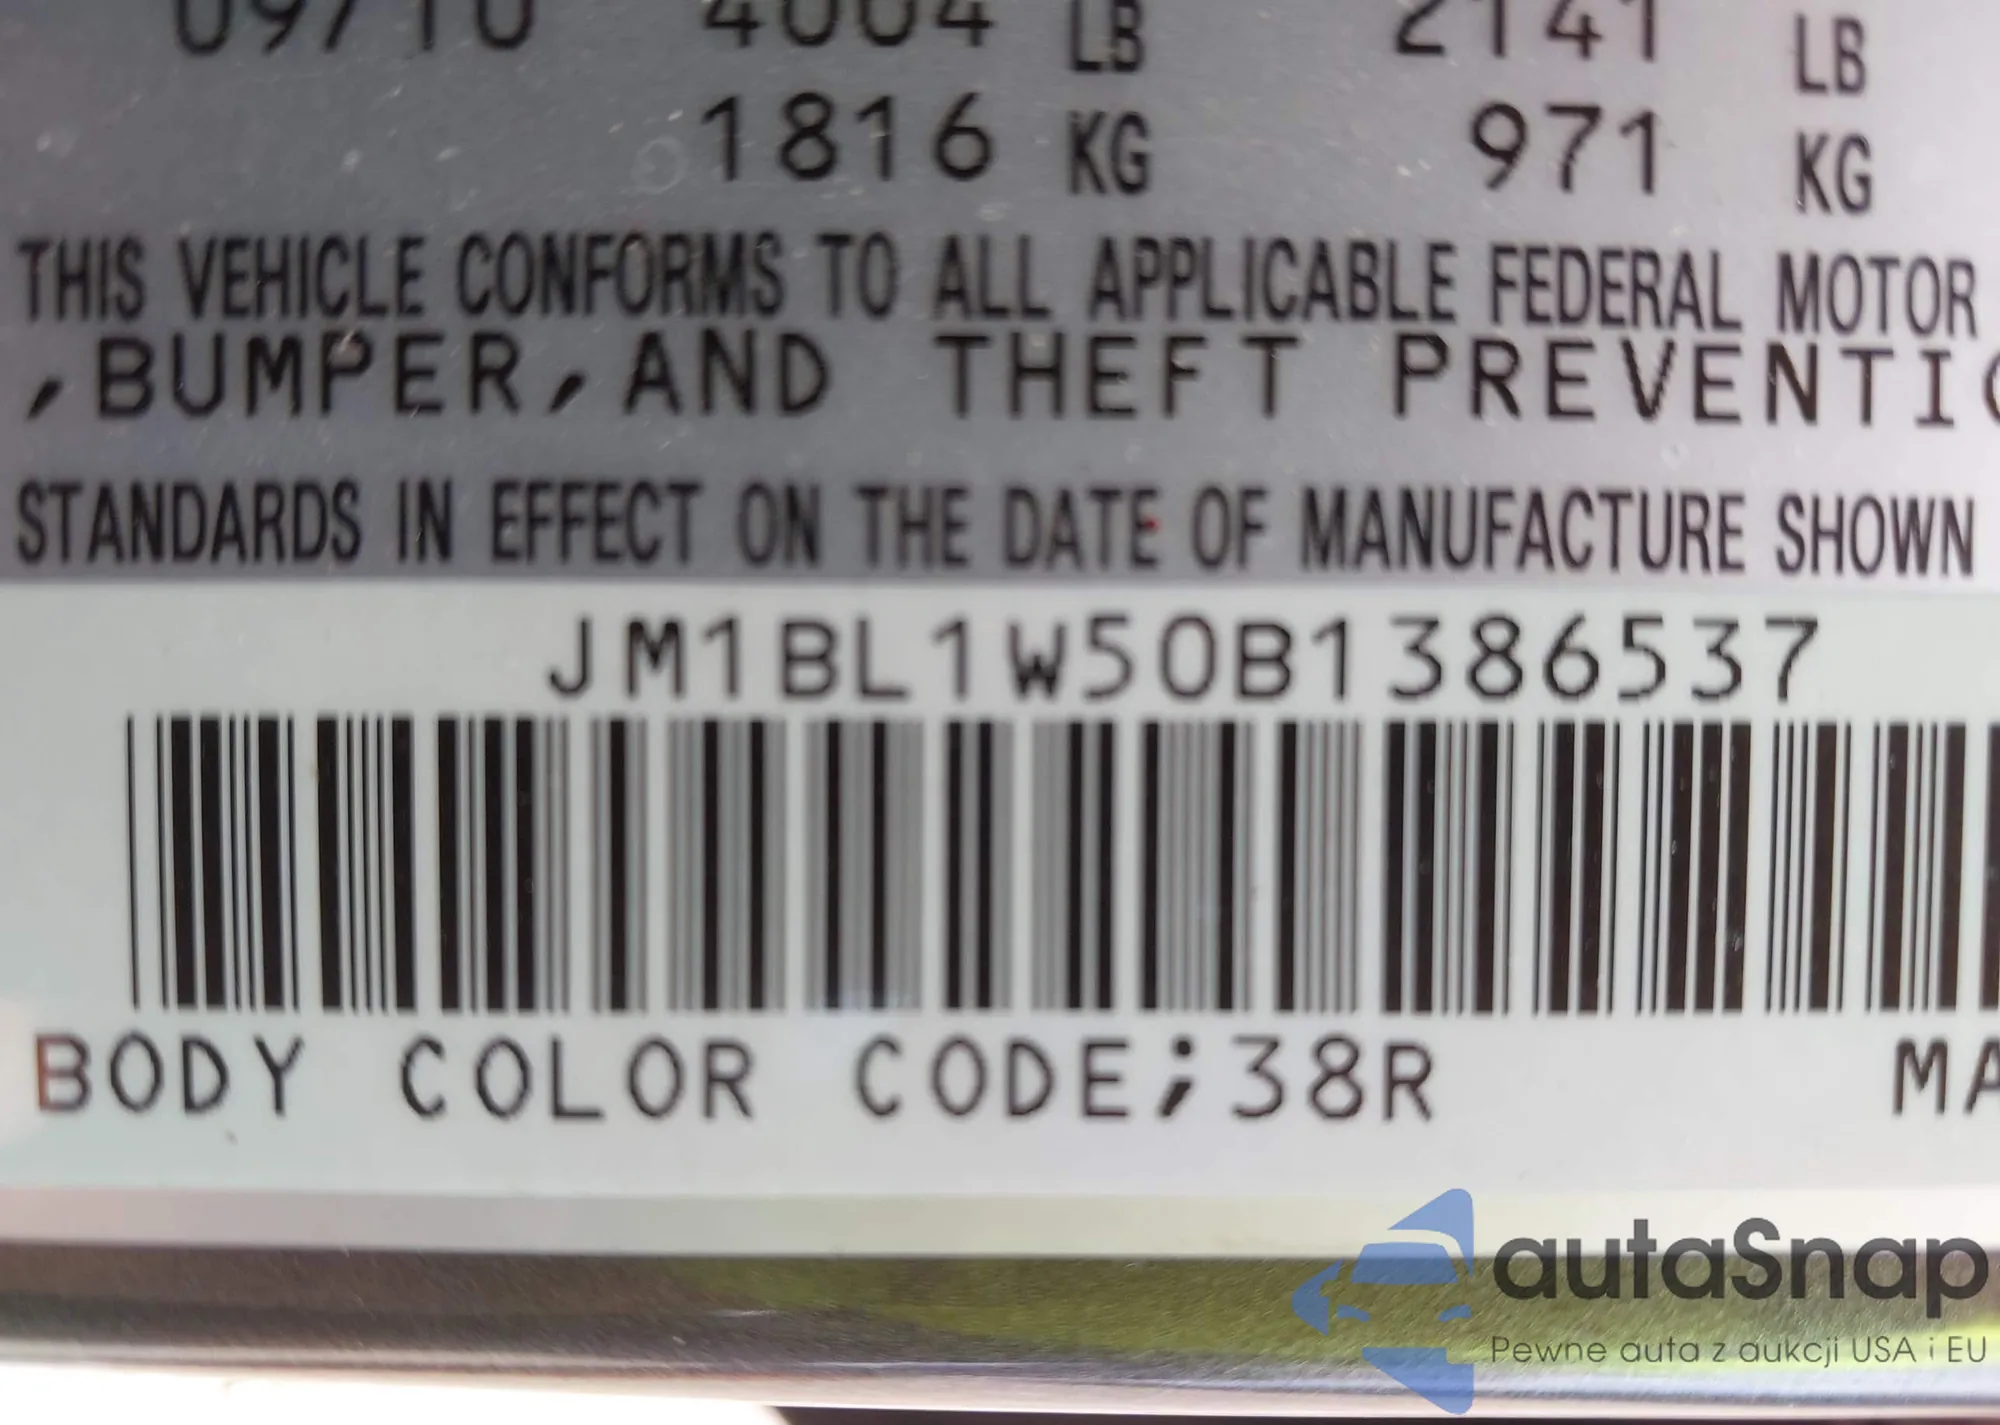 09/10 4004 LB 2141 LB
1816 KG 971 KG
THIS VEHICLE CONFORMS TO ALL APPLICABLE FEDERAL MOTOR
,BUMPER,AND THEFT
STANDARDS IN EFFECT ON THE DATE OF MANUFACTURE SHOWN
JM1BL1W50B1386537
BODY COLOR CODE;38R
autaSnap
Pewne auta z aukcji USA i EU